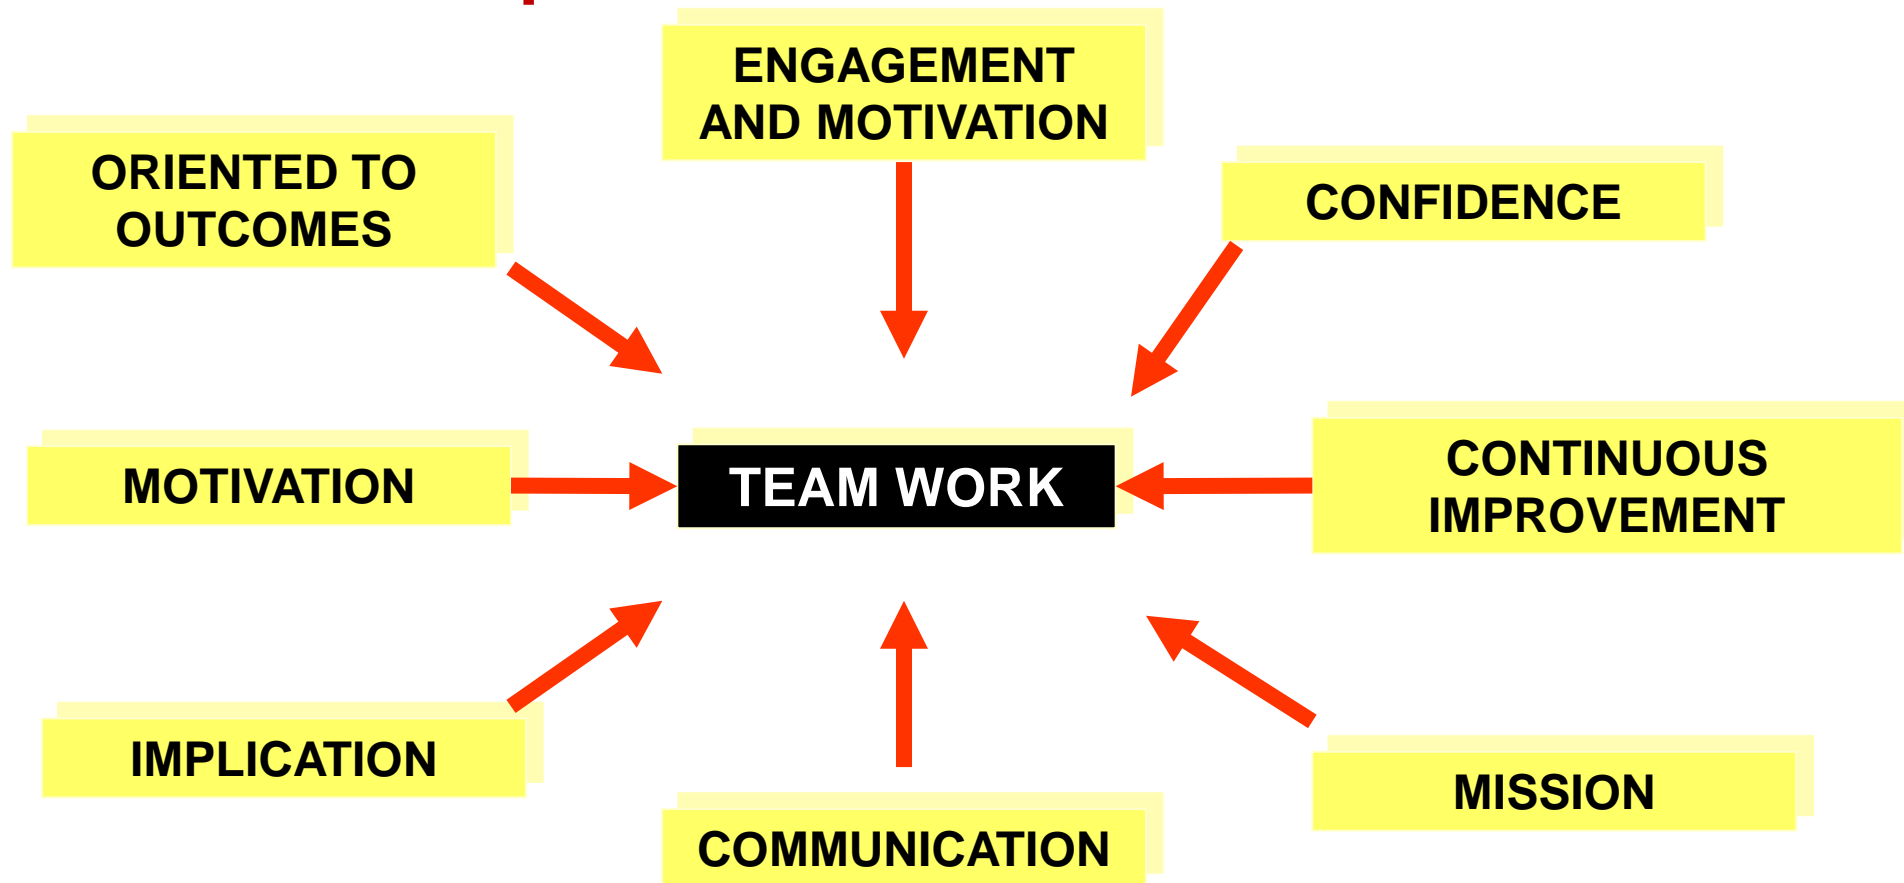 ENGAGEMENT
AND MOTIVATION
ORIENTED TO
OUTCOMES
CONFIDENCE
MOTIVATION
TEAM WORK
CONTINUOUS
IMPROVEMENT
IMPLICATION
MISSION
COMMUNICATION